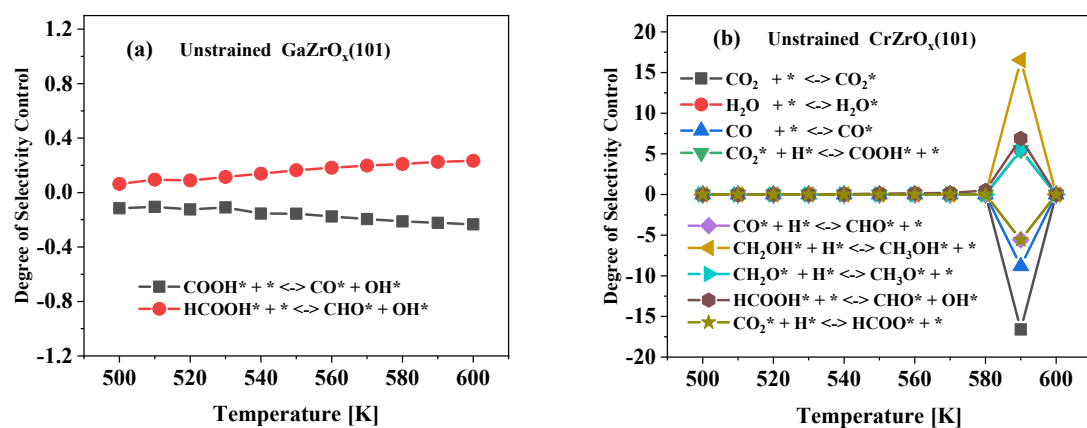 (a) Unstrained GaZrOₓ(101)
Degree of Selectivity Control
1.2
0.8
0.4
0.0
-0.4
-0.8
-1.2
COOH* + * <-> CO* + OH*
HCOOH* + * <-> CHO* + OH*
500 520 540 560 580 600
Temperature [K]
(b) Unstrained CrZrOₓ(101)
Degree of Selectivity Control
20
15
10
5
0
-5
-10
-15
-20
CO₂ + * <-> CO₂*
H₂O + * <-> H₂O*
CO + * <-> CO*
CO₂* + H* <-> COOH* + *
CO* + H* <-> CHO* + *
CH₂OH* + H* <-> CH₃OH* + *
CH₂O* + H* <-> CH₃O* + *
HCOOH* + * <-> CHO* + OH*
CO₂* + H* <-> HCOO* + *
500 520 540 560 580 600
Temperature [K]